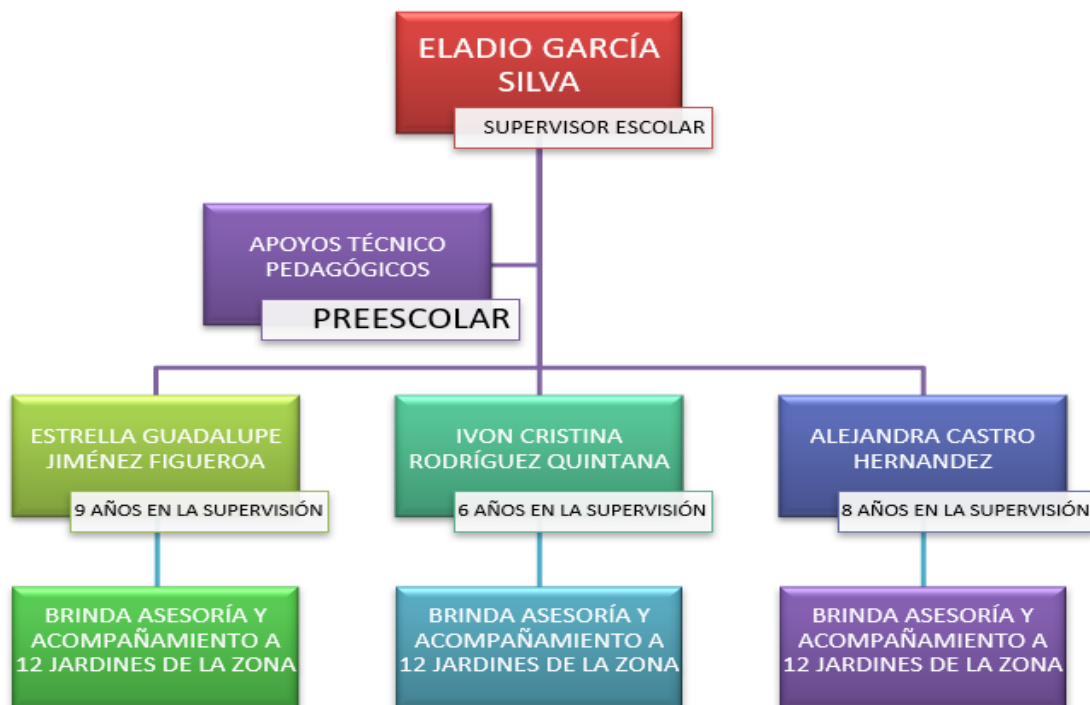 ELADIO GARCÍA
SILVA
SUPERVISOR ESCOLAR
APOYOS TÉCNICO
PEDAGÓGICOS
PREESCOLAR
ESTRELLA GUADALUPE
JIMÉNEZ FIGUEROA
9 AÑOS EN LA SUPERVISIÓN
IVON CRISTINA
RODRÍGUEZ QUINTANA
6 AÑOS EN LA SUPERVISIÓN
ALEJANDRA CASTRO
HERNANDEZ
8 AÑOS EN LA SUPERVISIÓN
BRINDA ASESORÍA Y
ACOMPAÑAMIENTO A
12 JARDINES DE LA ZONA
BRINDA ASESORÍA Y
ACOMPAÑAMIENTO A
12 JARDINES DE LA ZONA
BRINDA ASESORÍA Y
ACOMPAÑAMIENTO A
12 JARDINES DE LA ZONA